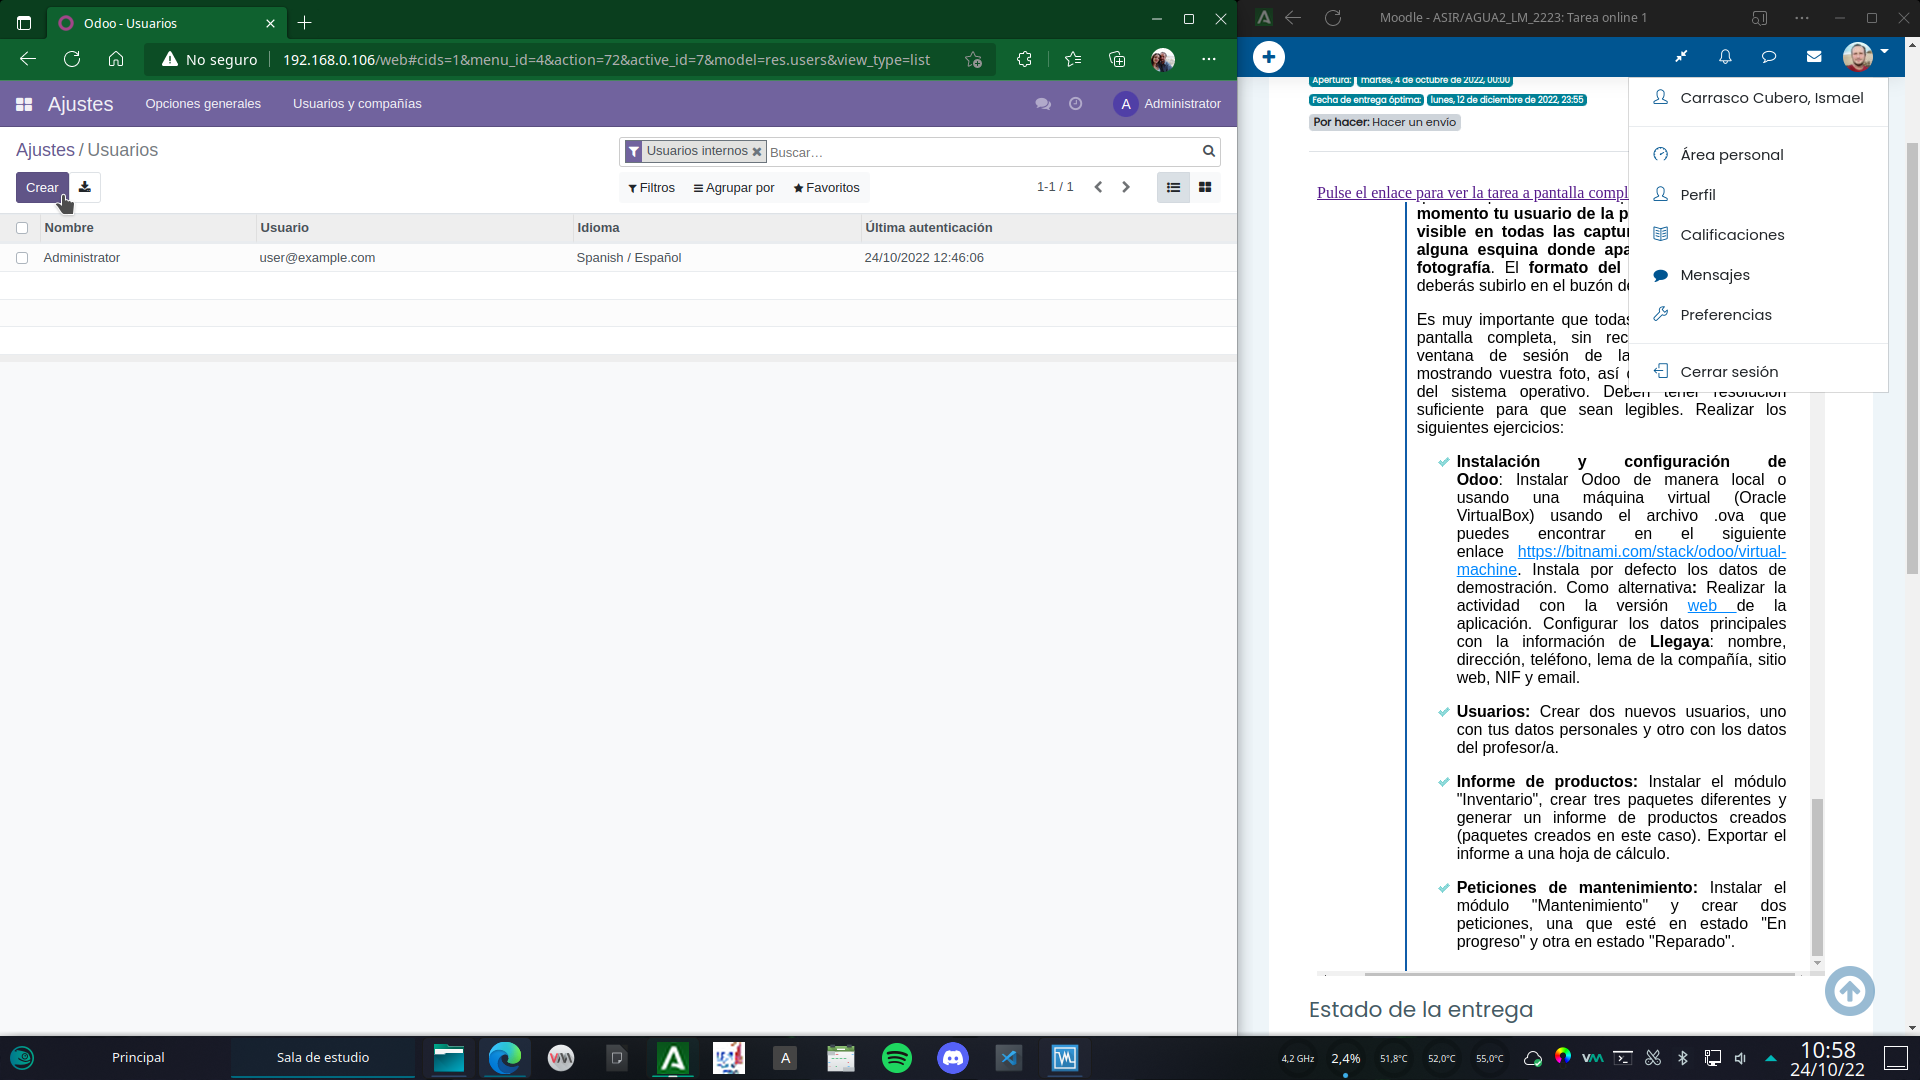 Odoo - Usuarios
No seguro
192.168.0.106/web#cids=1&menu_id=4&action=72&active_id=7&model=res.users&view_type=list
Ajustes
Opciones generales
Usuarios y compañías
A
Administrator
Ajustes / Usuarios
Usuarios internos
Buscar...
Crear
Filtros
Agrupar por
Favoritos
1-1 / 1
Nombre
Usuario
Idioma
Última autenticación
Administrator
user@example.com
Spanish / Español
24/10/2022 12:46:06
Moodle - ASIR/AGUA2_LM_2223: Tarea online 1
Apertura: martes, 4 de octubre de 2022, 00:00
Fecha de entrega óptima: lunes, 12 de diciembre de 2022, 23:55
Por hacer: Hacer un envío
Carrasco Cubero, Ismael
Área personal
Perfil
Calificaciones
Mensajes
Preferencias
Cerrar sesión
Pulse el enlace para ver la tarea a pantalla compl
momento tu usuario de la p
visible en todas las captur
alguna esquina donde apa
fotografía. El formato del
deberás subirlo en el buzón de
Es muy importante que todas
pantalla completa, sin rec
ventana de sesión de la
mostrando vuestra foto, así
del sistema operativo. Deben tener resolución
suficiente para que sean legibles. Realizar los
siguientes ejercicios:
Instalación y configuración de
Odoo: Instalar Odoo de manera local o
usando una máquina virtual (Oracle
VirtualBox) usando el archivo .ova que
puedes encontrar en el siguiente
enlace https://bitnami.com/stack/odoo/virtual-
machine. Instala por defecto los datos de
demostración. Como alternativa: Realizar la
actividad con la versión web de la
aplicación. Configurar los datos principales
con la información de Llegaya: nombre,
dirección, teléfono, lema de la compañía, sitio
web, NIF y email.
Usuarios: Crear dos nuevos usuarios, uno
con tus datos personales y otro con los datos
del profesor/a.
Informe de productos: Instalar el módulo
"Inventario", crear tres paquetes diferentes y
generar un informe de productos creados
(paquetes creados en este caso). Exportar el
informe a una hoja de cálculo.
Peticiones de mantenimiento: Instalar el
módulo "Mantenimiento" y crear dos
peticiones, una que esté en estado "En
progreso" y otra en estado "Reparado".
Estado de la entrega
Principal
Sala de estudio
A
4,2 GHz
2,4%
51,8°C
52,0°C
55,0°C
10:58
24/10/22